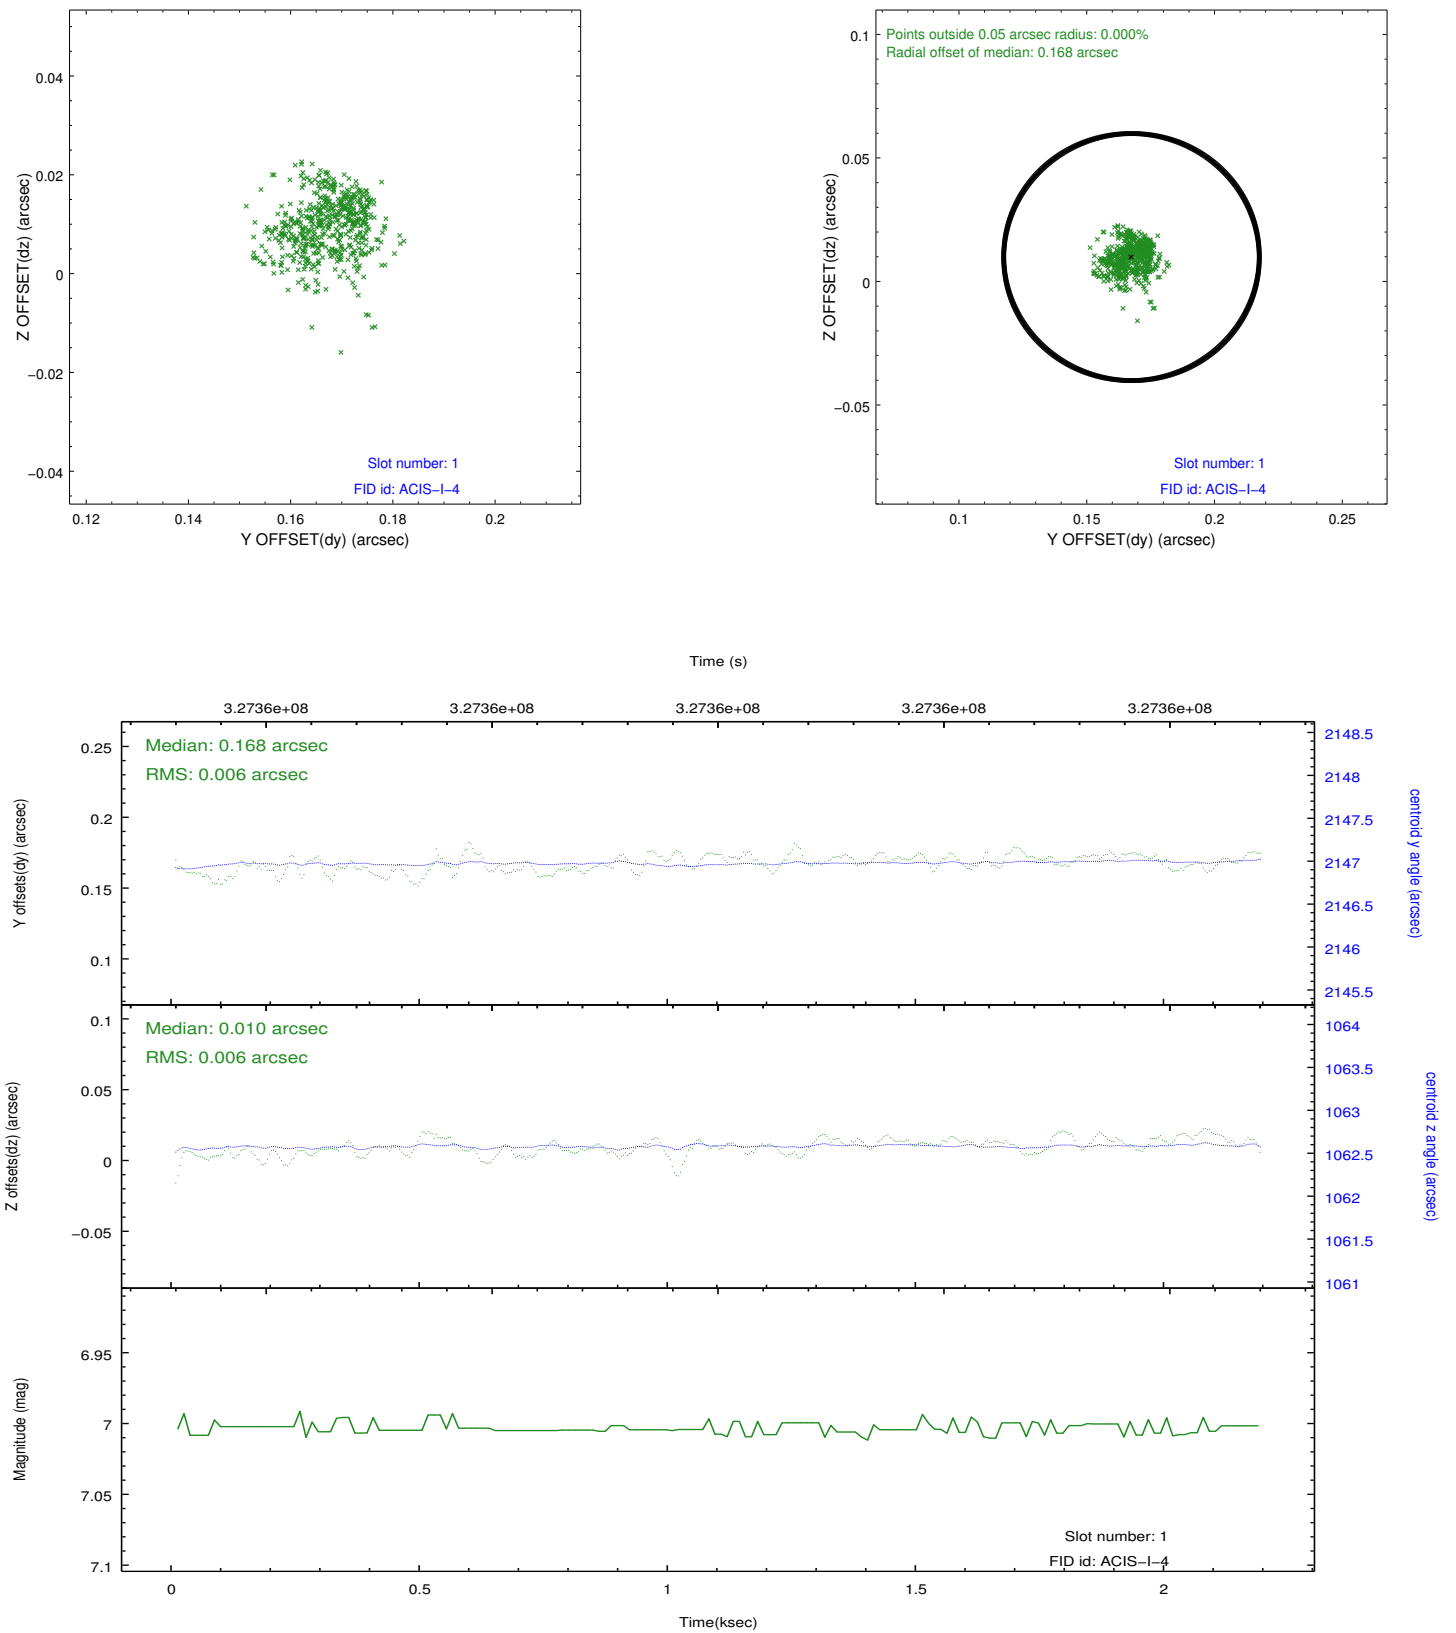 0.04
0.02
0
−0.02
−0.04
Z OFFSET(dz) (arcsec)
Slot number: 1
FID id: ACIS−I−4
0.12
0.14
0.16
0.18
0.2
Y OFFSET(dy) (arcsec)
Points outside 0.05 arcsec radius: 0.000%
Radial offset of median: 0.168 arcsec
0.1
0.05
0
−0.05
Z OFFSET(dz) (arcsec)
Slot number: 1
FID id: ACIS−I−4
0.1
0.15
0.2
0.25
Y OFFSET(dy) (arcsec)
Time (s)
3.2736e+08
3.2736e+08
3.2736e+08
3.2736e+08
3.2736e+08
Median: 0.168 arcsec
RMS: 0.006 arcsec
0.25
0.2
0.15
0.1
Y offsets(dy) (arcsec)
2148.5
2148
2147.5
2147
2146.5
2146
2145.5
centroid y angle (arcsec)
Median: 0.010 arcsec
RMS: 0.006 arcsec
0.1
0.05
0
−0.05
Z offsets(dz) (arcsec)
1064
1063.5
1063
1062.5
1062
1061.5
1061
centroid z angle (arcsec)
6.95
7
7.05
7.1
Magnitude (mag)
Slot number: 1
FID id: ACIS−I−4
0
0.5
1
1.5
2
Time(ksec)